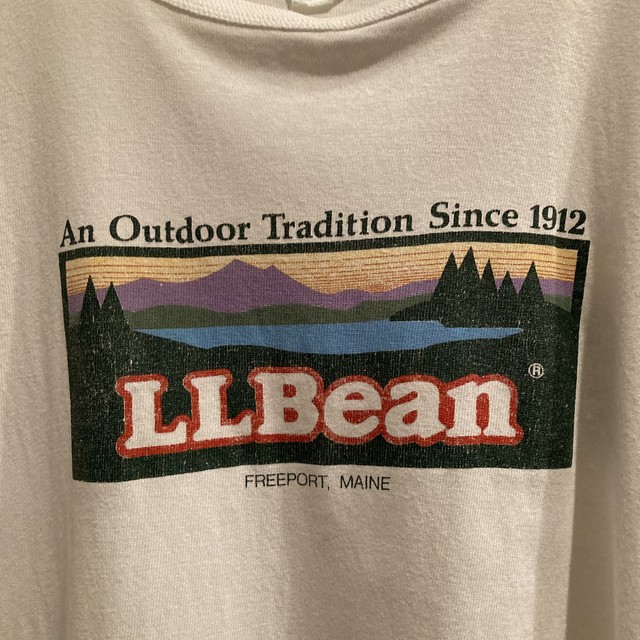 An Outdoor Tradition Since 1912
LLBean®
FREEPORT, MAINE